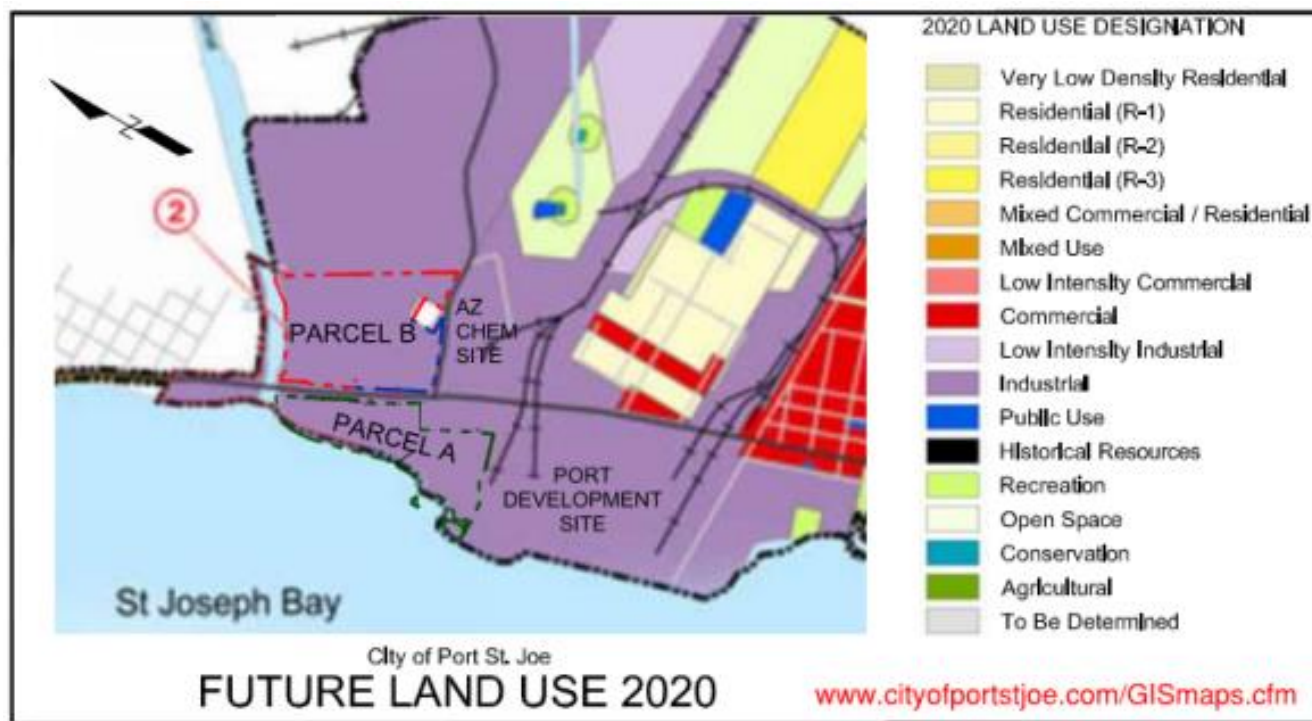 2020 LAND USE DESIGNATION
Very Low Density Residential
Residential (R-1)
Residential (R-2)
Residential (R-3)
Mixed Commercial / Residential
Mixed Use
Low Intensity Commercial
Commercial
Low Intensity Industrial
Industrial
Public Use
Historical Resources
Recreation
Open Space
Conservation
Agricultural
To Be Determined
N
2
PARCEL B
AZ
CHEM
SITE
PARCEL A
PORT
DEVELOPMENT
SITE
St Joseph Bay
City of Port St. Joe
FUTURE LAND USE 2020
www.cityofportstjoe.com/GISmaps.cfm